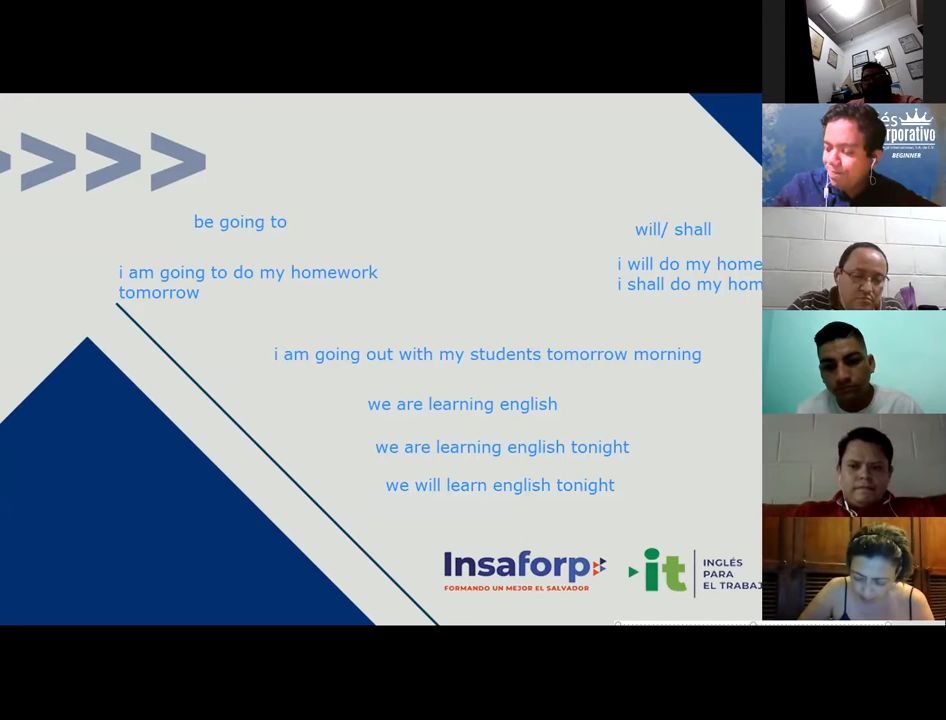 és
rporativo
BEGINNER
be going to
will/ shall
i am going to do my homework
tomorrow
i will do my home
i shall do my hom
i am going out with my students tomorrow morning
we are learning english
we are learning english tonight
we will learn english tonight
Insaforp
FORMANDO UN MEJOR EL SALVADOR
it
INGLÉS
PARA
EL TRABAJ